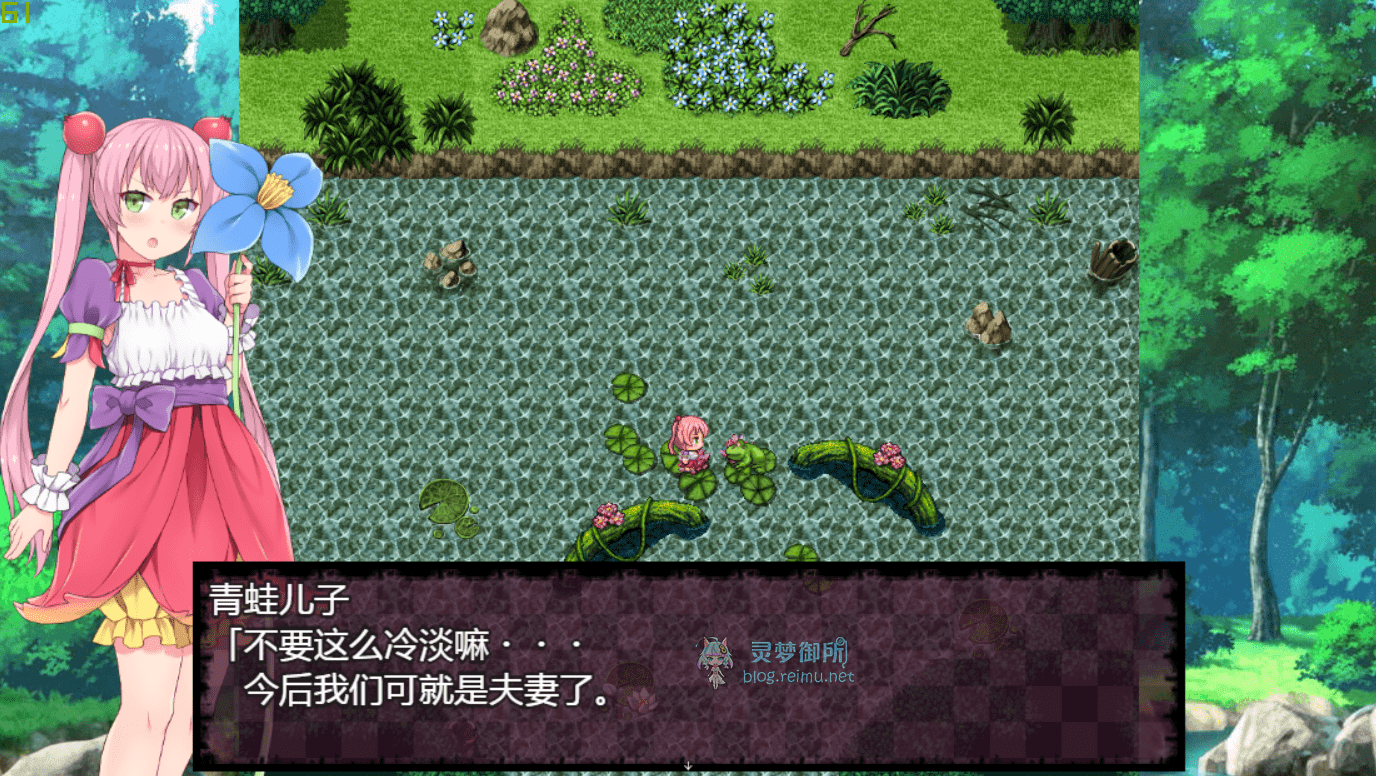 61
青蛙儿子
「不要这么冷淡嘛・・・
今后我们可就是夫妻了。
灵梦御所
blog.reimu.net